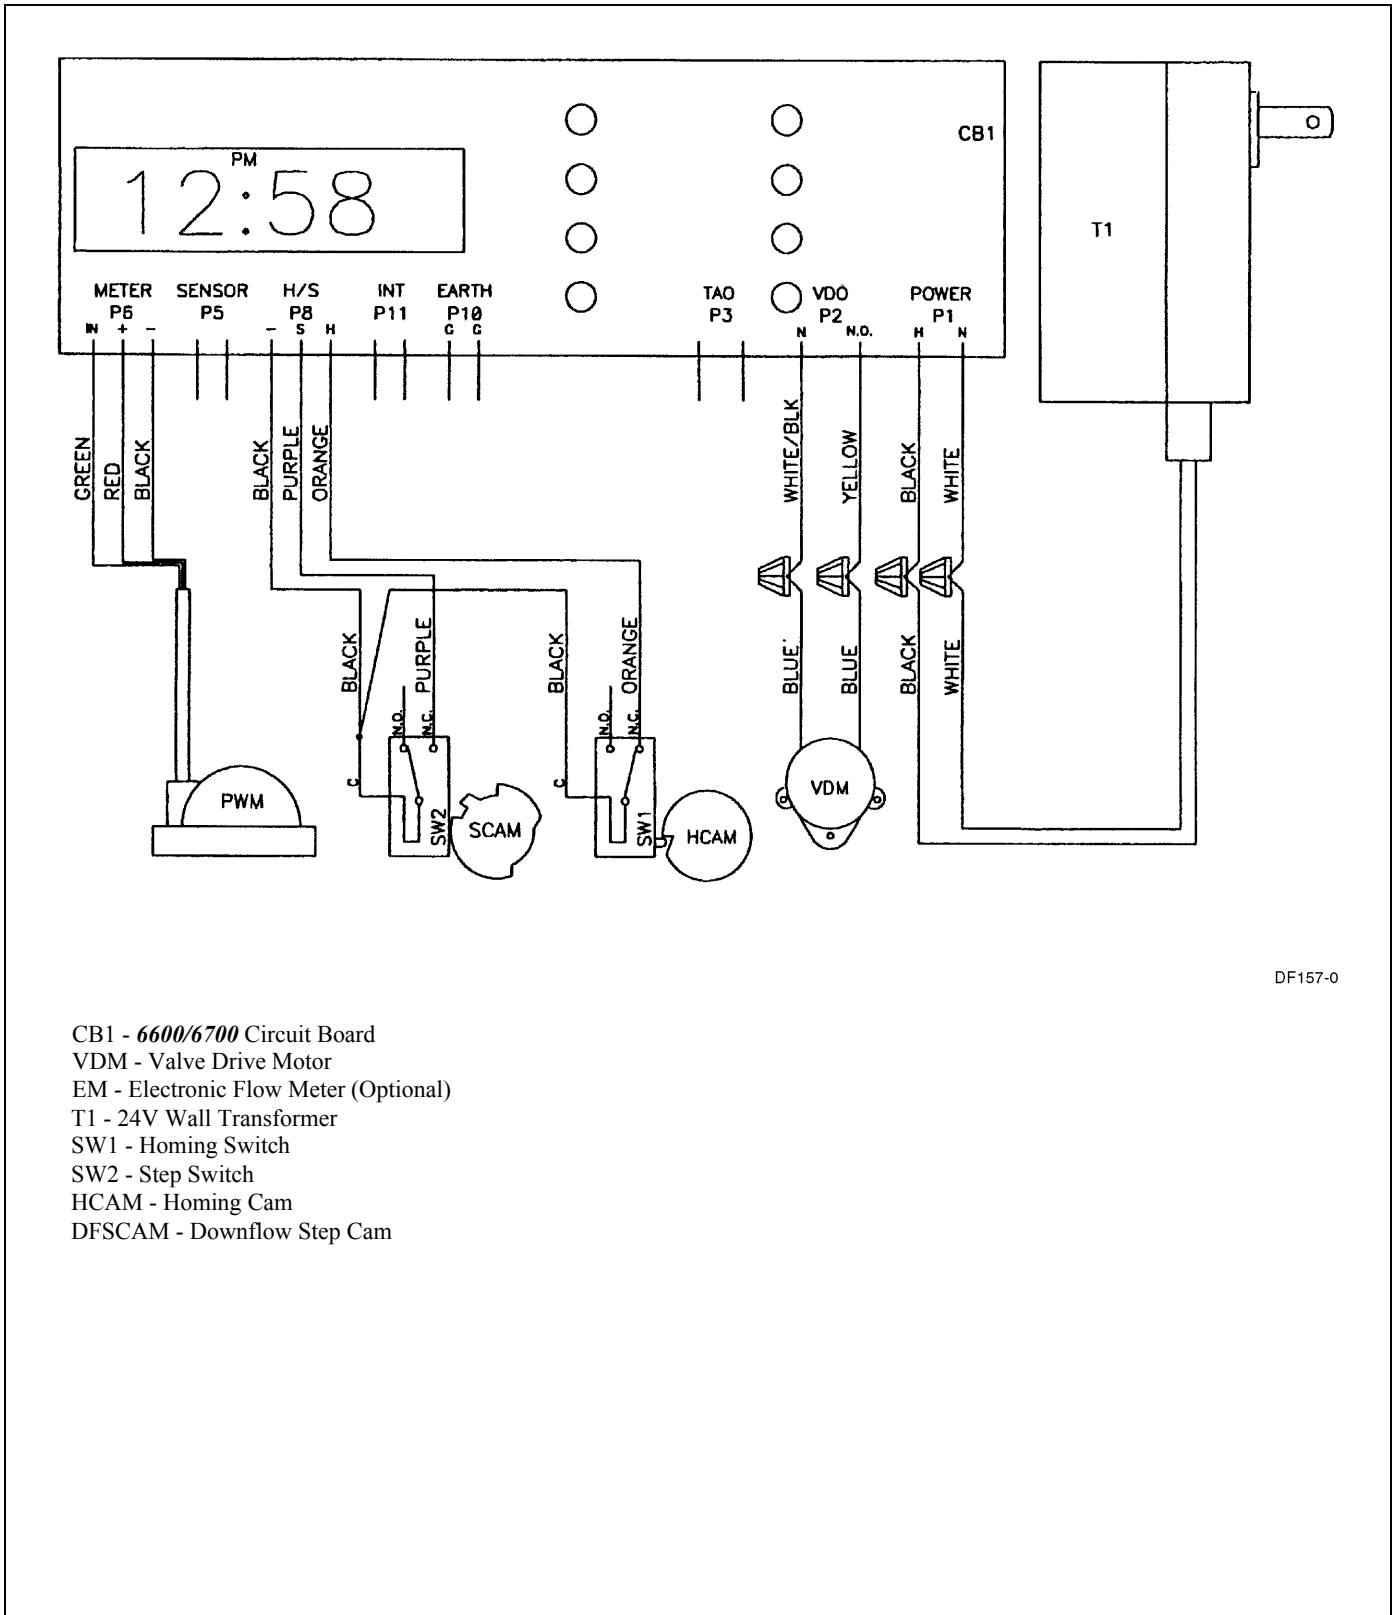 CB1
PM
12:58
T1
METER SENSOR H/S INT EARTH TAO VDO POWER
P6 P5 P8 P11 P10 P3 P2 P1
IN + - - S H G G N N.O. H N
GREEN
RED
BLACK
BLACK
PURPLE
ORANGE
WHITE/BLK
YELLOW
BLACK
WHITE
BLACK
PURPLE
BLACK
ORANGE
BLUE
BLUE
BLACK
WHITE
N.O.
N.C.
N.O.
N.C.
C
C
PWM
SW2
SCAM
SW1
HCAM
VDM
DF157-0
CB1 - 6600/6700 Circuit Board
VDM - Valve Drive Motor
EM - Electronic Flow Meter (Optional)
T1 - 24V Wall Transformer
SW1 - Homing Switch
SW2 - Step Switch
HCAM - Homing Cam
DFSCAM - Downflow Step Cam